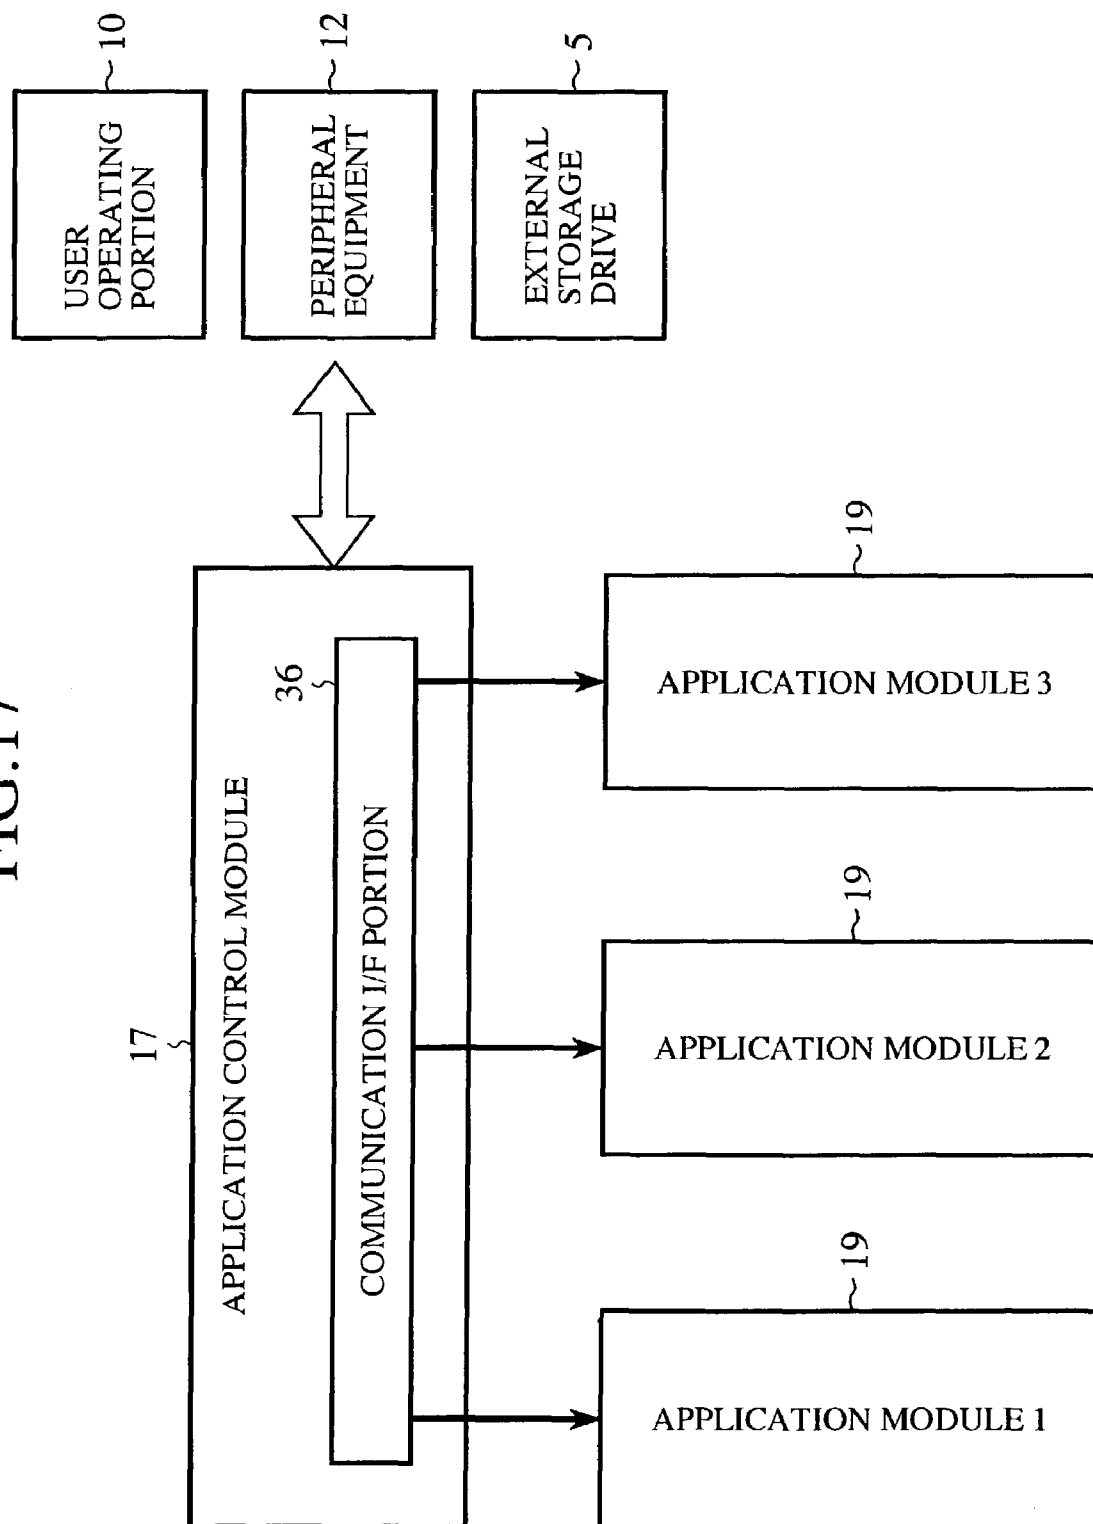 FIG.17
17
APPLICATION CONTROL MODULE
36
COMMUNICATION I/F PORTION
10
USER
OPERATING
PORTION
12
PERIPHERAL
EQUIPMENT
5
EXTERNAL
STORAGE
DRIVE
19
APPLICATION MODULE 1
19
APPLICATION MODULE 2
19
APPLICATION MODULE 3